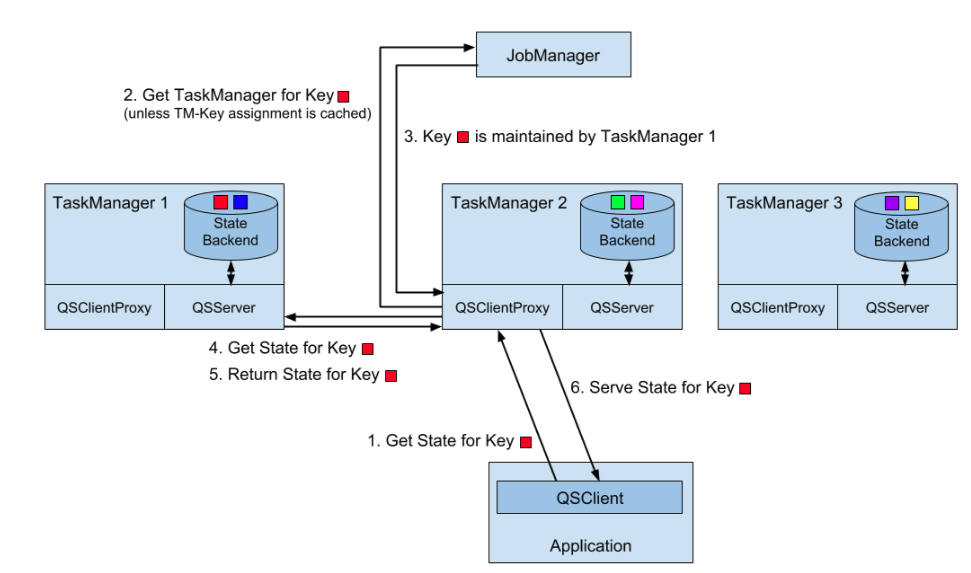 JobManager
2. Get TaskManager for Key
(unless TM-Key assignment is cached)
3. Key is maintained by TaskManager 1
TaskManager 1
State
Backend
QSClientProxy
QSServer
TaskManager 2
State
Backend
QSClientProxy
QSServer
TaskManager 3
State
Backend
QSClientProxy
QSServer
4. Get State for Key
5. Return State for Key
6. Serve State for Key
1. Get State for Key
QSClient
Application